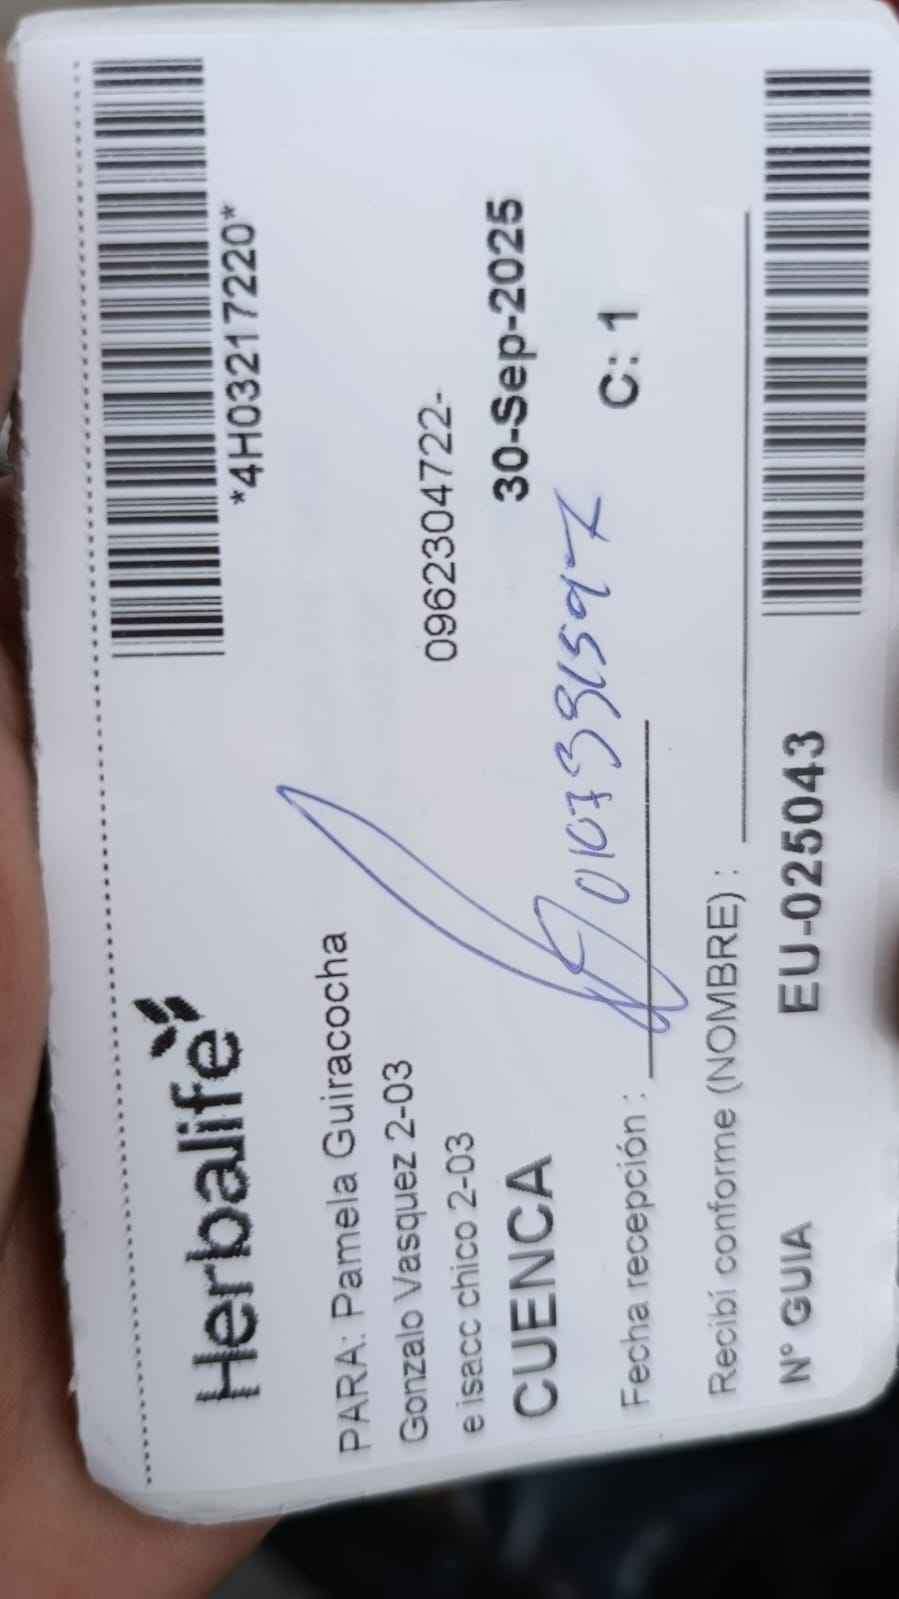 Herbalife
*4H03217220*
PARA: Pamela Guiracocha
Gonzalo Vasquez 2-03
0962304722-
e isacc chico 2-03
CUENCA
30-Sep-2025
Fecha recepción :
C: 1
Recibí conforme (NOMBRE) :
Nº GUIA
EU-025043